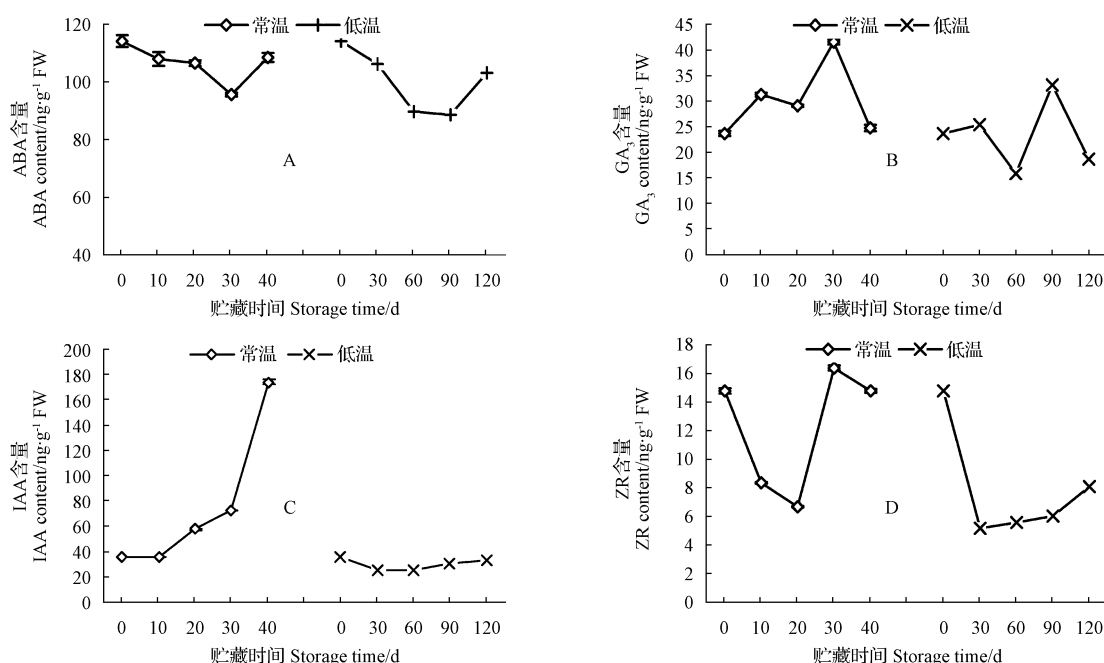 ABA含量
ABA content/ng·g⁻¹ FW
常温 低温
120
100
80
60
40
A
0 10 20 30 40 0 30 60 90 120
贮藏时间 Storage time/d
GA₃含量
GA₃ content/ng·g⁻¹ FW
常温 低温
45
40
35
30
25
20
15
10
5
0
B
0 10 20 30 40 0 30 60 90 120
贮藏时间 Storage time/d
IAA含量
IAA content/ng·g⁻¹ FW
常温 低温
200
180
160
140
120
100
80
60
40
20
0
C
0 10 20 30 40 0 30 60 90 120
贮藏时间 Storage time/d
ZR含量
ZR content/ng·g⁻¹ FW
常温 低温
18
16
14
12
10
8
6
4
2
0
D
0 10 20 30 40 0 30 60 90 120
贮藏时间 Storage time/d